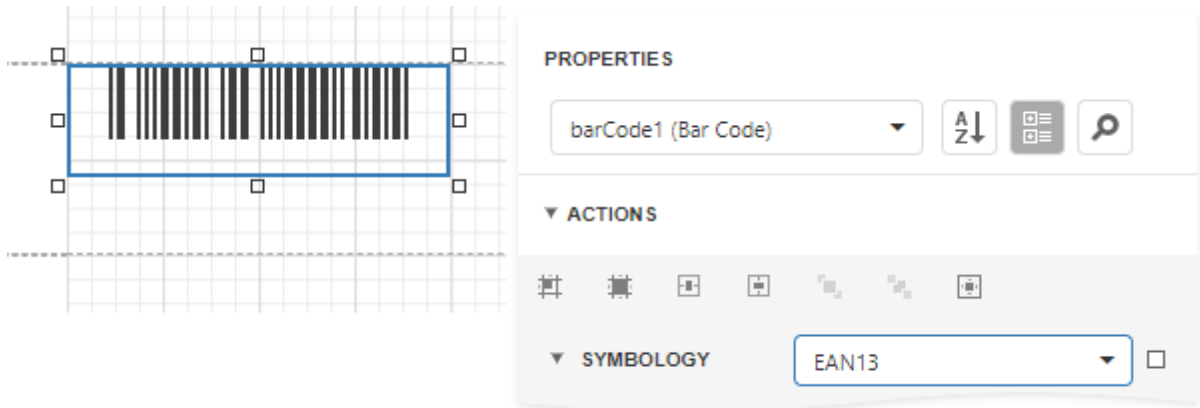 PROPERTIES
barCode1 (Bar Code)
A
Z
ACTIONS
SYMBOLOGY
EAN13